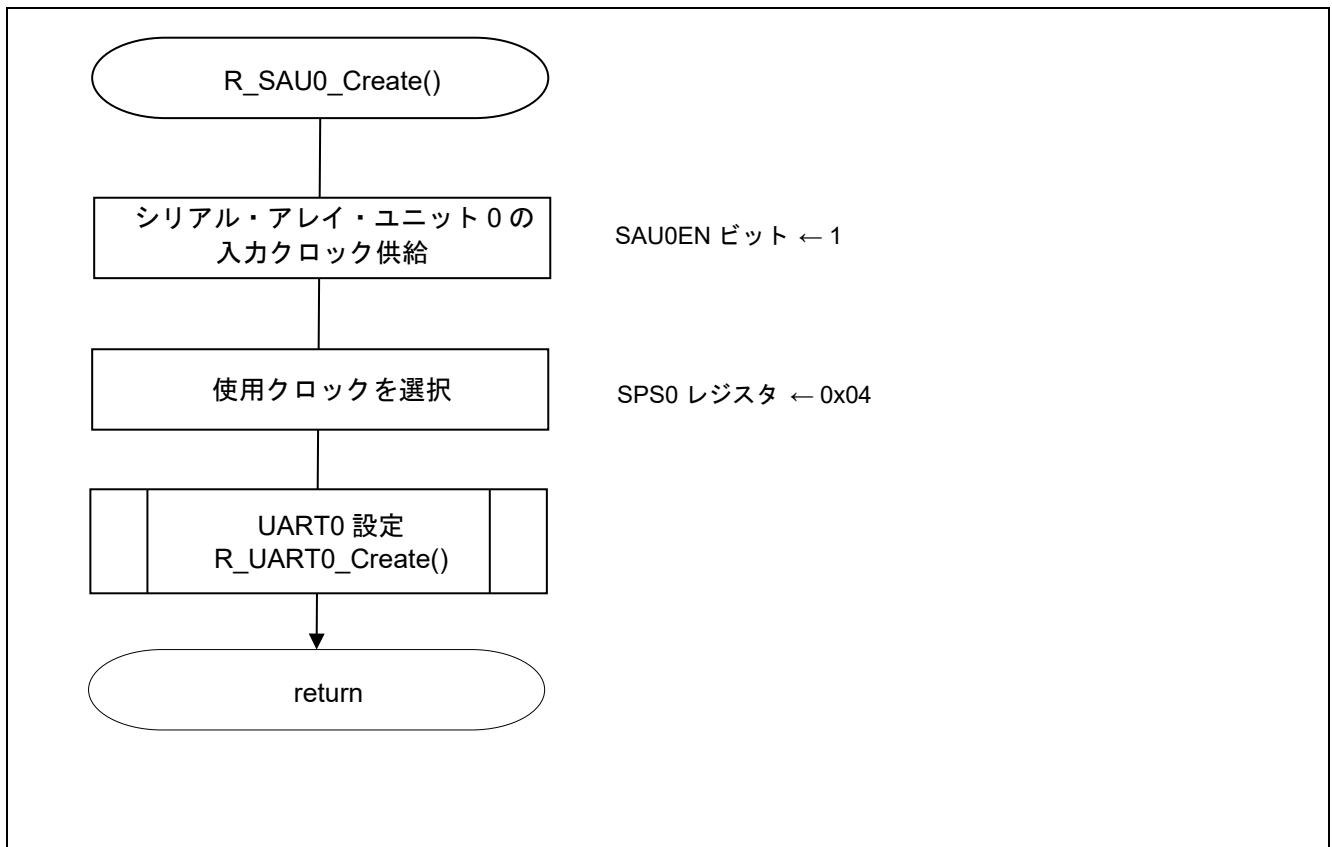 R_SAU0_Create()
シリアル・アレイ・ユニット 0 の
入力クロック供給
SAU0EN ビット ← 1
使用クロックを選択
SPS0 レジスタ ← 0x04
UART0 設定
R_UART0_Create()
return